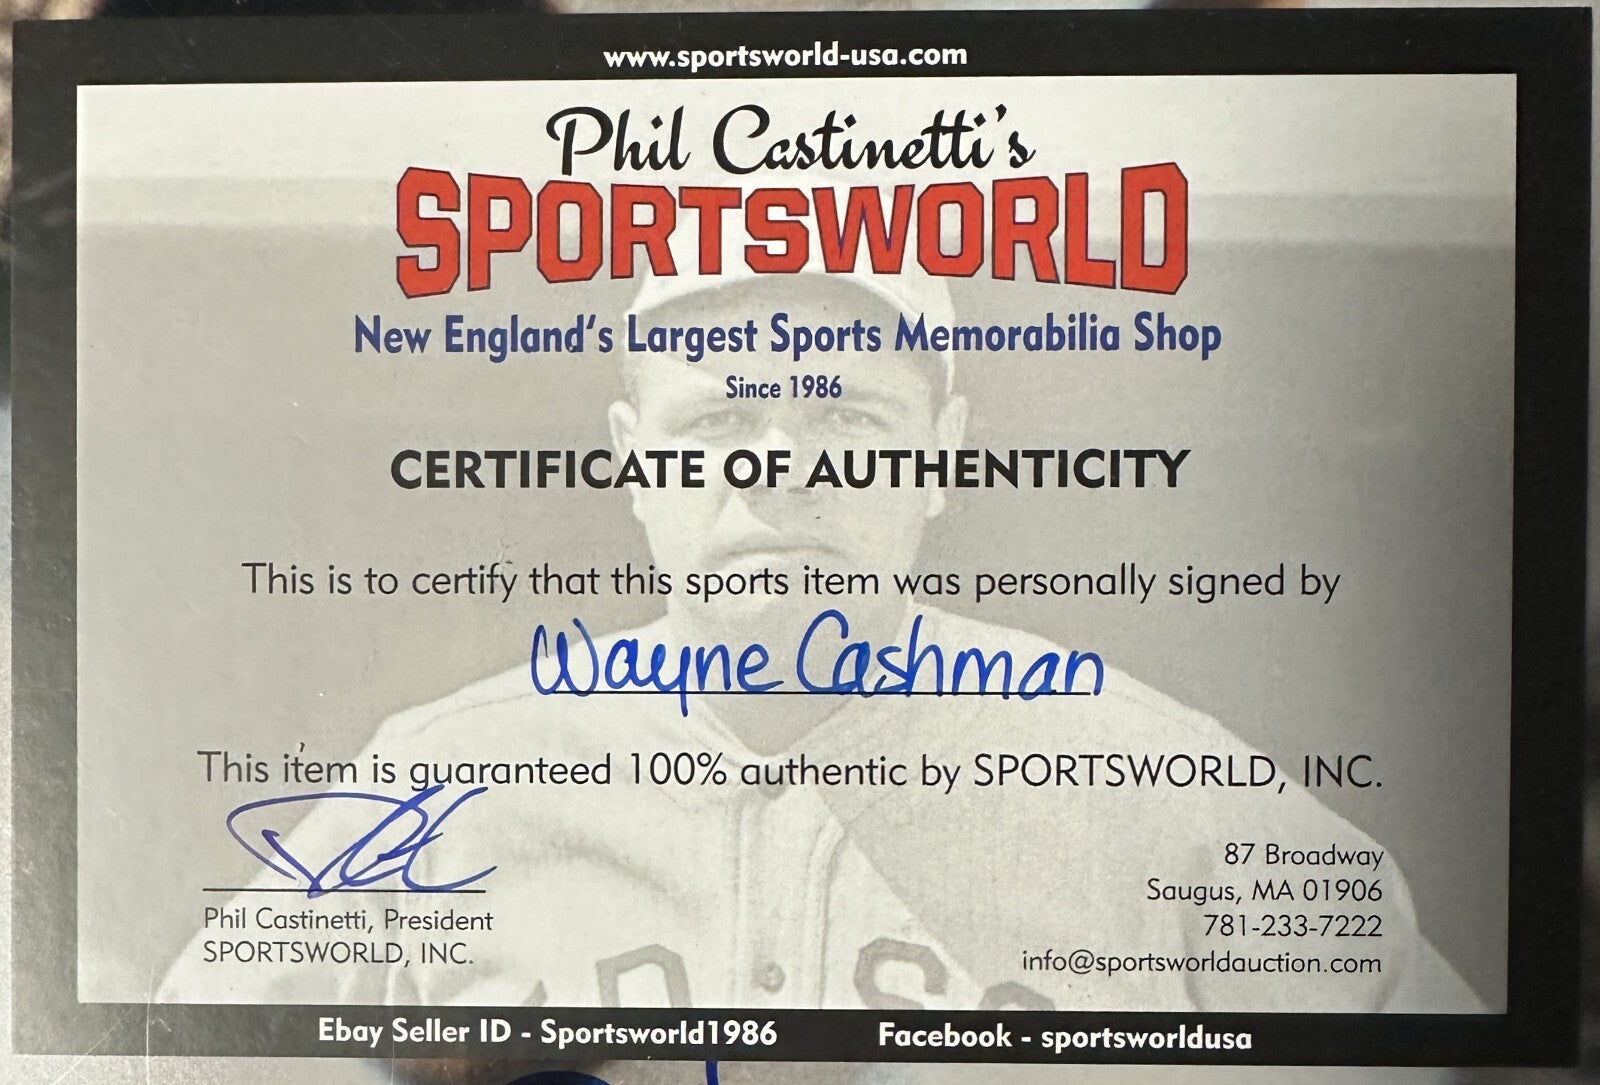 www.sportsworld-usa.com
Phil Castinetti's
SPORTSWORLD
New England's Largest Sports Memorabilia Shop
Since 1986
CERTIFICATE OF AUTHENTICITY
This is to certify that this sports item was personally signed by
Wayne Cashman
This item is guaranteed 100% authentic by SPORTSWORLD, INC.
Phil Castinetti, President
SPORTSWORLD, INC.
87 Broadway
Saugus, MA 01906
781-233-7222
info@sportsworldauction.com
Ebay Seller ID - Sportsworld1986
Facebook - sportsworldusa